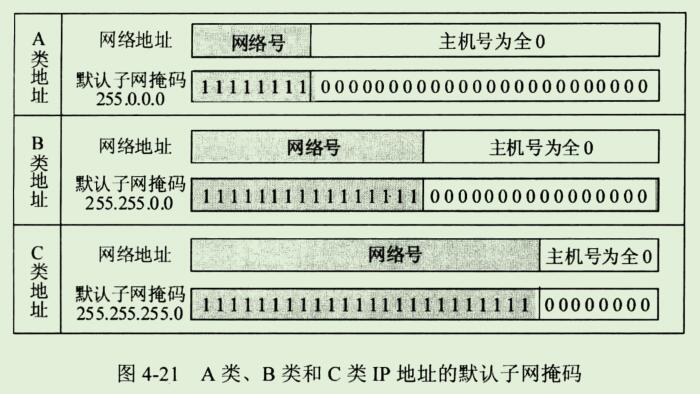 A类地址
网络地址
网络号
主机号为全0
默认子网掩码
255.0.0.0
11111111
000000000000000000000000
B类地址
网络地址
网络号
主机号为全0
默认子网掩码
255.255.0.0
1111111111111111
0000000000000000
C类地址
网络地址
网络号
主机号为全0
默认子网掩码
255.255.255.0
111111111111111111111111
00000000
图 4-21 A 类、B 类和 C 类 IP 地址的默认子网掩码